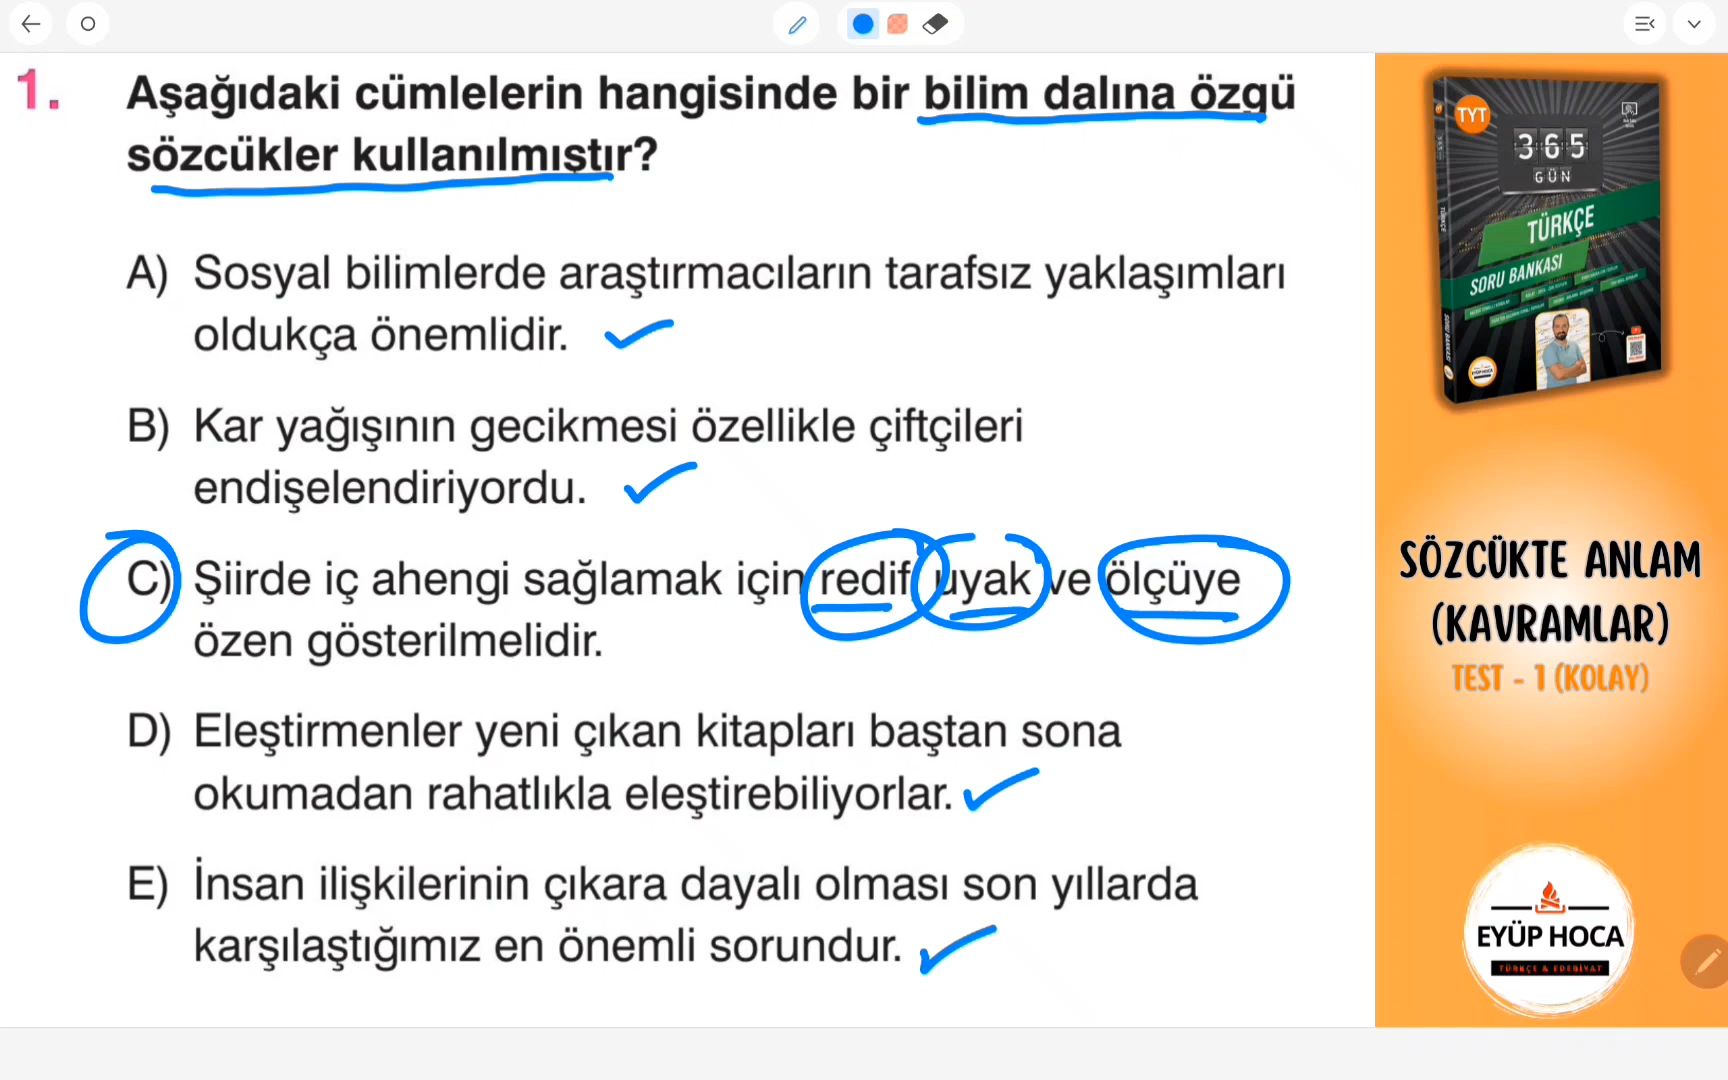 1. Aşağıdaki cümlelerin hangisinde bir bilim dalına özgü
sözcükler kullanılmıştır?
A) Sosyal bilimlerde araştırmacıların tarafsız yaklaşımları
oldukça önemlidir.
B) Kar yağışının gecikmesi özellikle çiftçileri
endişelendiriyordu.
C) Şiirde iç ahengi sağlamak için redif, uyak ve ölçüye
özen gösterilmelidir.
D) Eleştirmenler yeni çıkan kitapları baştan sona
okumadan rahatlıkla eleştirebiliyorlar.
E) İnsan ilişkilerinin çıkara dayalı olması son yıllarda
karşılaştığımız en önemli sorundur.
TYT
365
GÜN
TÜRKÇE
SORU BANKASI
SÖZCÜKTE ANLAM
(KAVRAMLAR)
TEST - 1 (KOLAY)
EYÜP HOCA
TÜRKÇE & EDEBİYAT